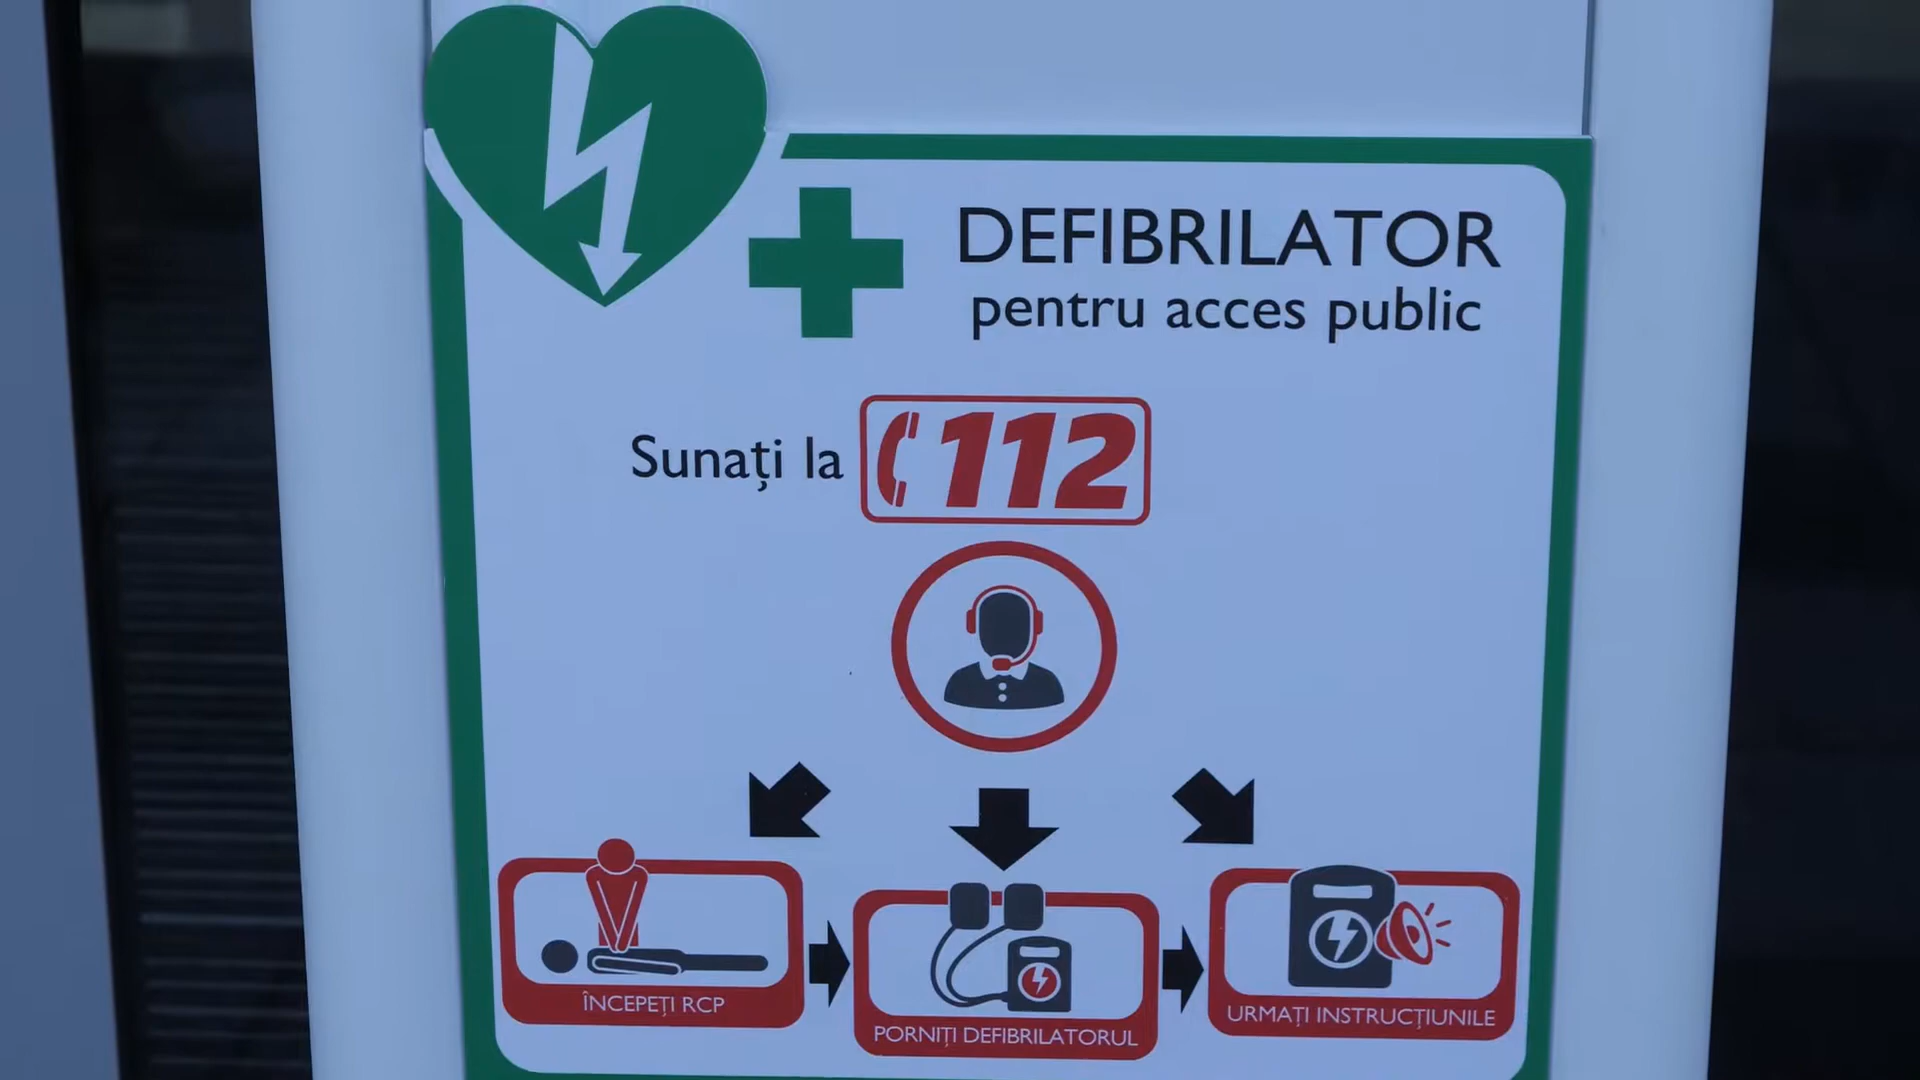 DEFIBRILATOR
pentru acces public
Sunați la 112
ÎNCEPEȚI RCP
PORNIȚI DEFIBRILATORUL
URMAȚI INSTRUCȚIUNILE